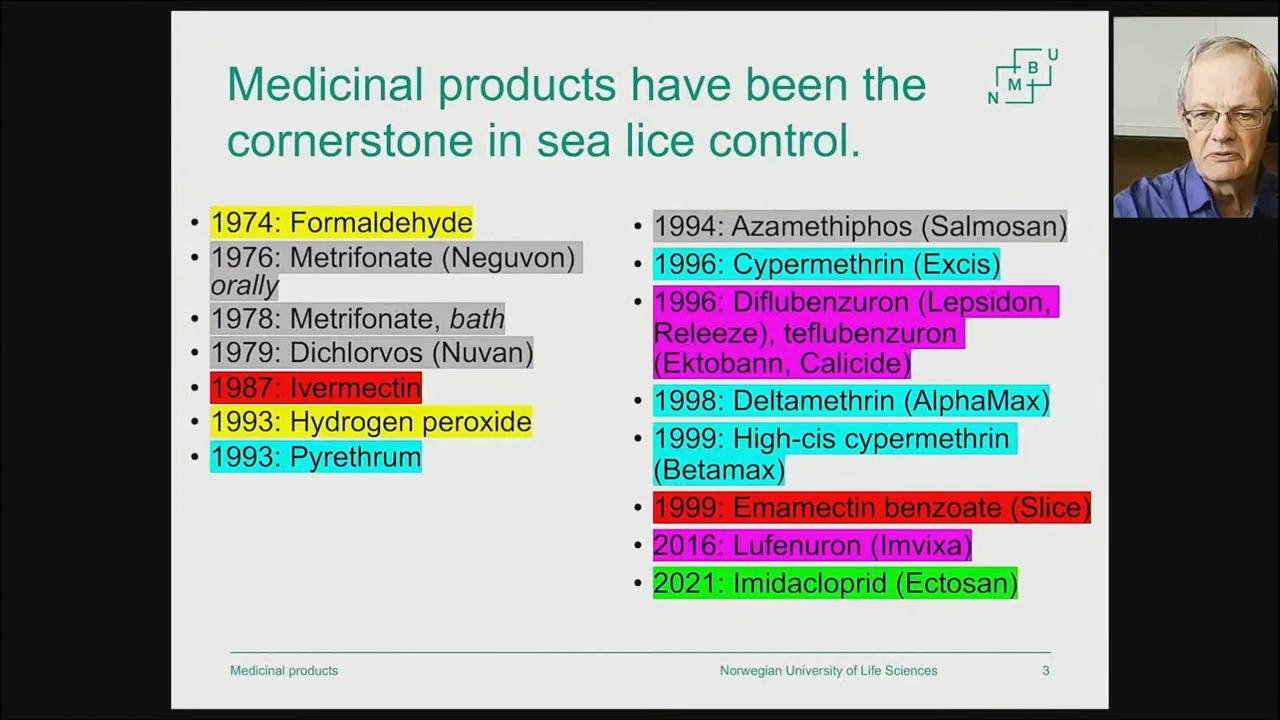 Medicinal products have been the
cornerstone in sea lice control.
N M B U
• 1974: Formaldehyde
• 1976: Metrifonate (Neguvon)
orally
• 1978: Metrifonate, bath
• 1979: Dichlorvos (Nuvan)
• 1987: Ivermectin
• 1993: Hydrogen peroxide
• 1993: Pyrethrum
• 1994: Azamethiphos (Salmosan)
• 1996: Cypermethrin (Excis)
• 1996: Diflubenzuron (Lepsidon,
Releeze), teflubenzuron
(Ektobann, Calicide)
• 1998: Deltamethrin (AlphaMax)
• 1999: High-cis cypermethrin
(Betamax)
• 1999: Emamectin benzoate (Slice)
• 2016: Lufenuron (Imvixa)
• 2021: Imidacloprid (Ectosan)
Medicinal products
Norwegian University of Life Sciences
3